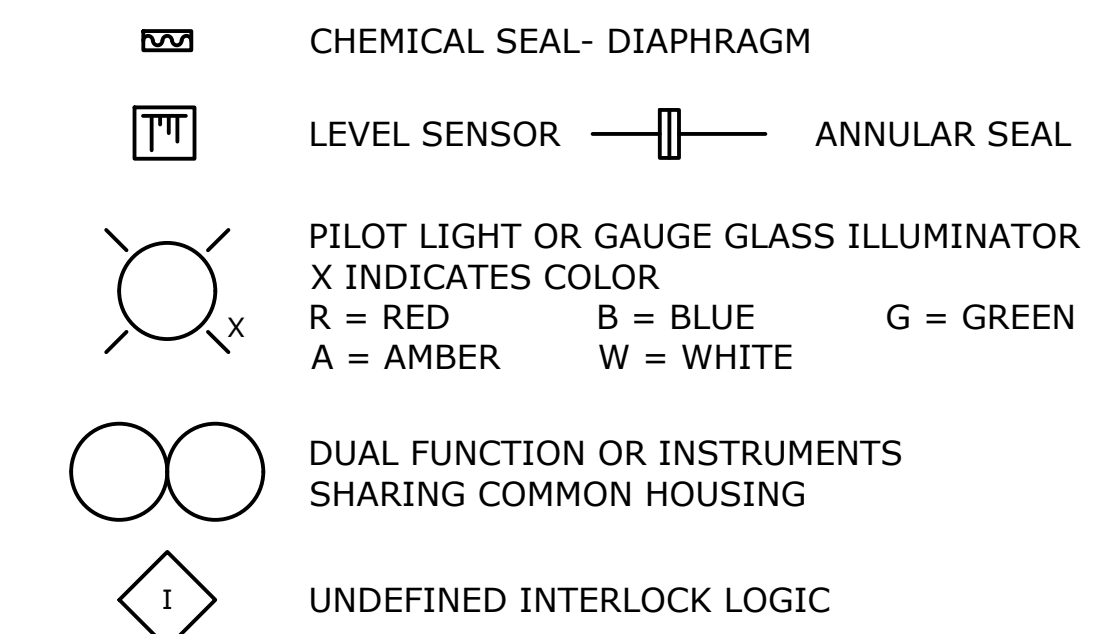 CHEMICAL SEAL- DIAPHRAGM
LEVEL SENSOR ANNULAR SEAL
PILOT LIGHT OR GAUGE GLASS ILLUMINATOR
X INDICATES COLOR
R = RED B = BLUE G = GREEN
X
A = AMBER W = WHITE
DUAL FUNCTION OR INSTRUMENTS
SHARING COMMON HOUSING
I UNDEFINED INTERLOCK LOGIC